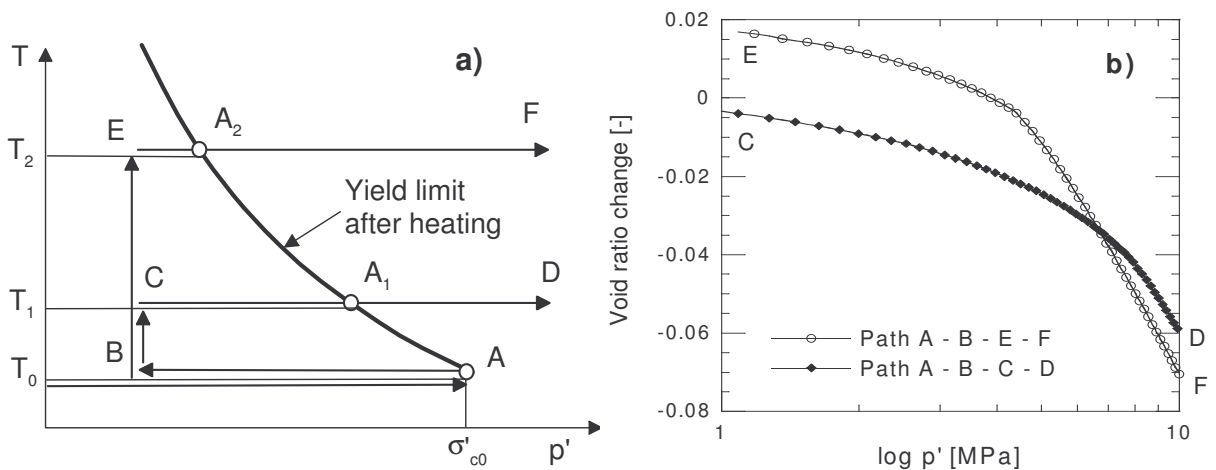 a)
T
A₂
F
E
T₂
Yield limit
after heating
C
A₁
D
T₁
B
A
T₀
σ'c0
p'
b)
0.02
0
-0.02
-0.04
-0.06
-0.08
Void ratio change [-]
E
C
D
F
Path A - B - E - F
Path A - B - C - D
1
10
log p' [MPa]